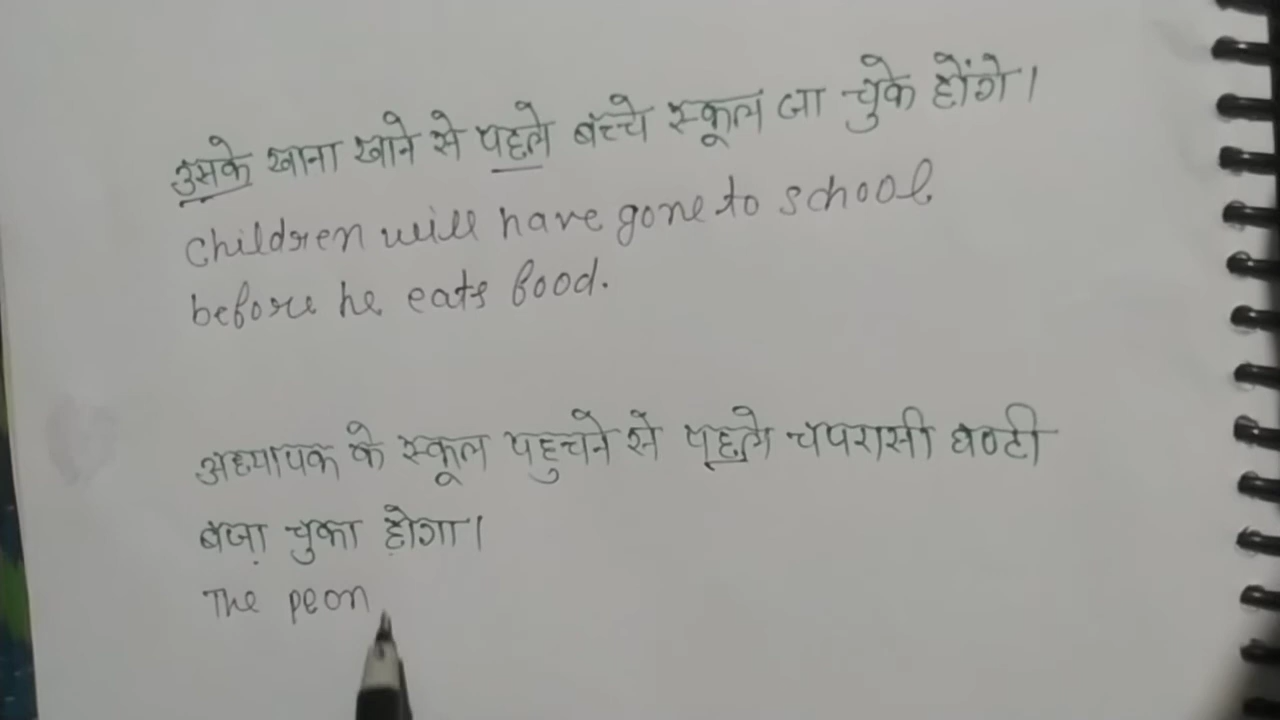 उसके खाना खाने से पहले बच्चे स्कूल जा चुके होंगे।
children will have gone to school
before he eats food.
अध्यापक के स्कूल पहुचने से पहले चपरासी घण्टी
बजा चुका होगा।
The peon